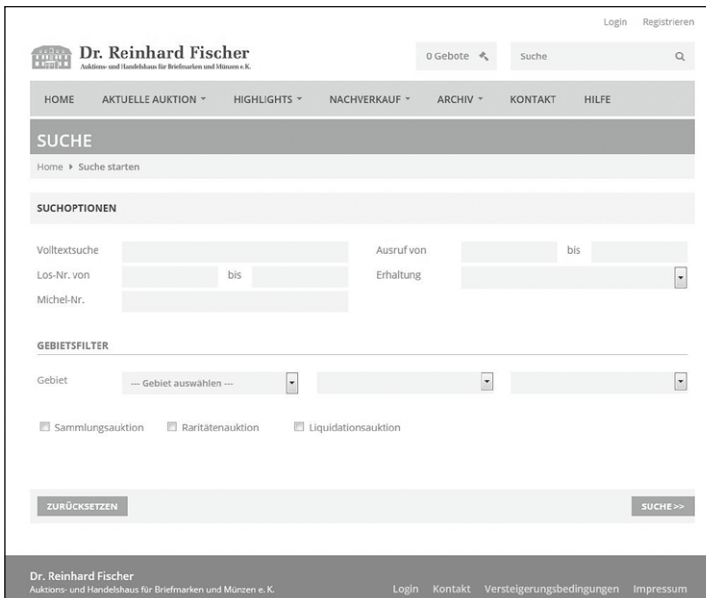 Login Registrieren
Dr. Reinhard Fischer
Auktions- und Handelshaus für Briefmarken und Münzen e. K.
0 Gebote Suche
HOME AKTUELLE AUKTION HIGHLIGHTS NACHVERKAUF ARCHIV KONTAKT HILFE
SUCHE
Home Suche starten
SUCHOPTIONEN
Volltextsuche Ausruf von bis
Los-Nr. von bis Erhaltung
Michel-Nr.
GEBIETSFILTER
Gebiet --- Gebiet auswählen ---
Sammlungsauktion Raritätenauktion Liquidationsauktion
ZURÜCKSETZEN SUCHE >>
Dr. Reinhard Fischer
Auktions- und Handelshaus für Briefmarken und Münzen e. K. Login Kontakt Versteigerungsbedingungen Impressum